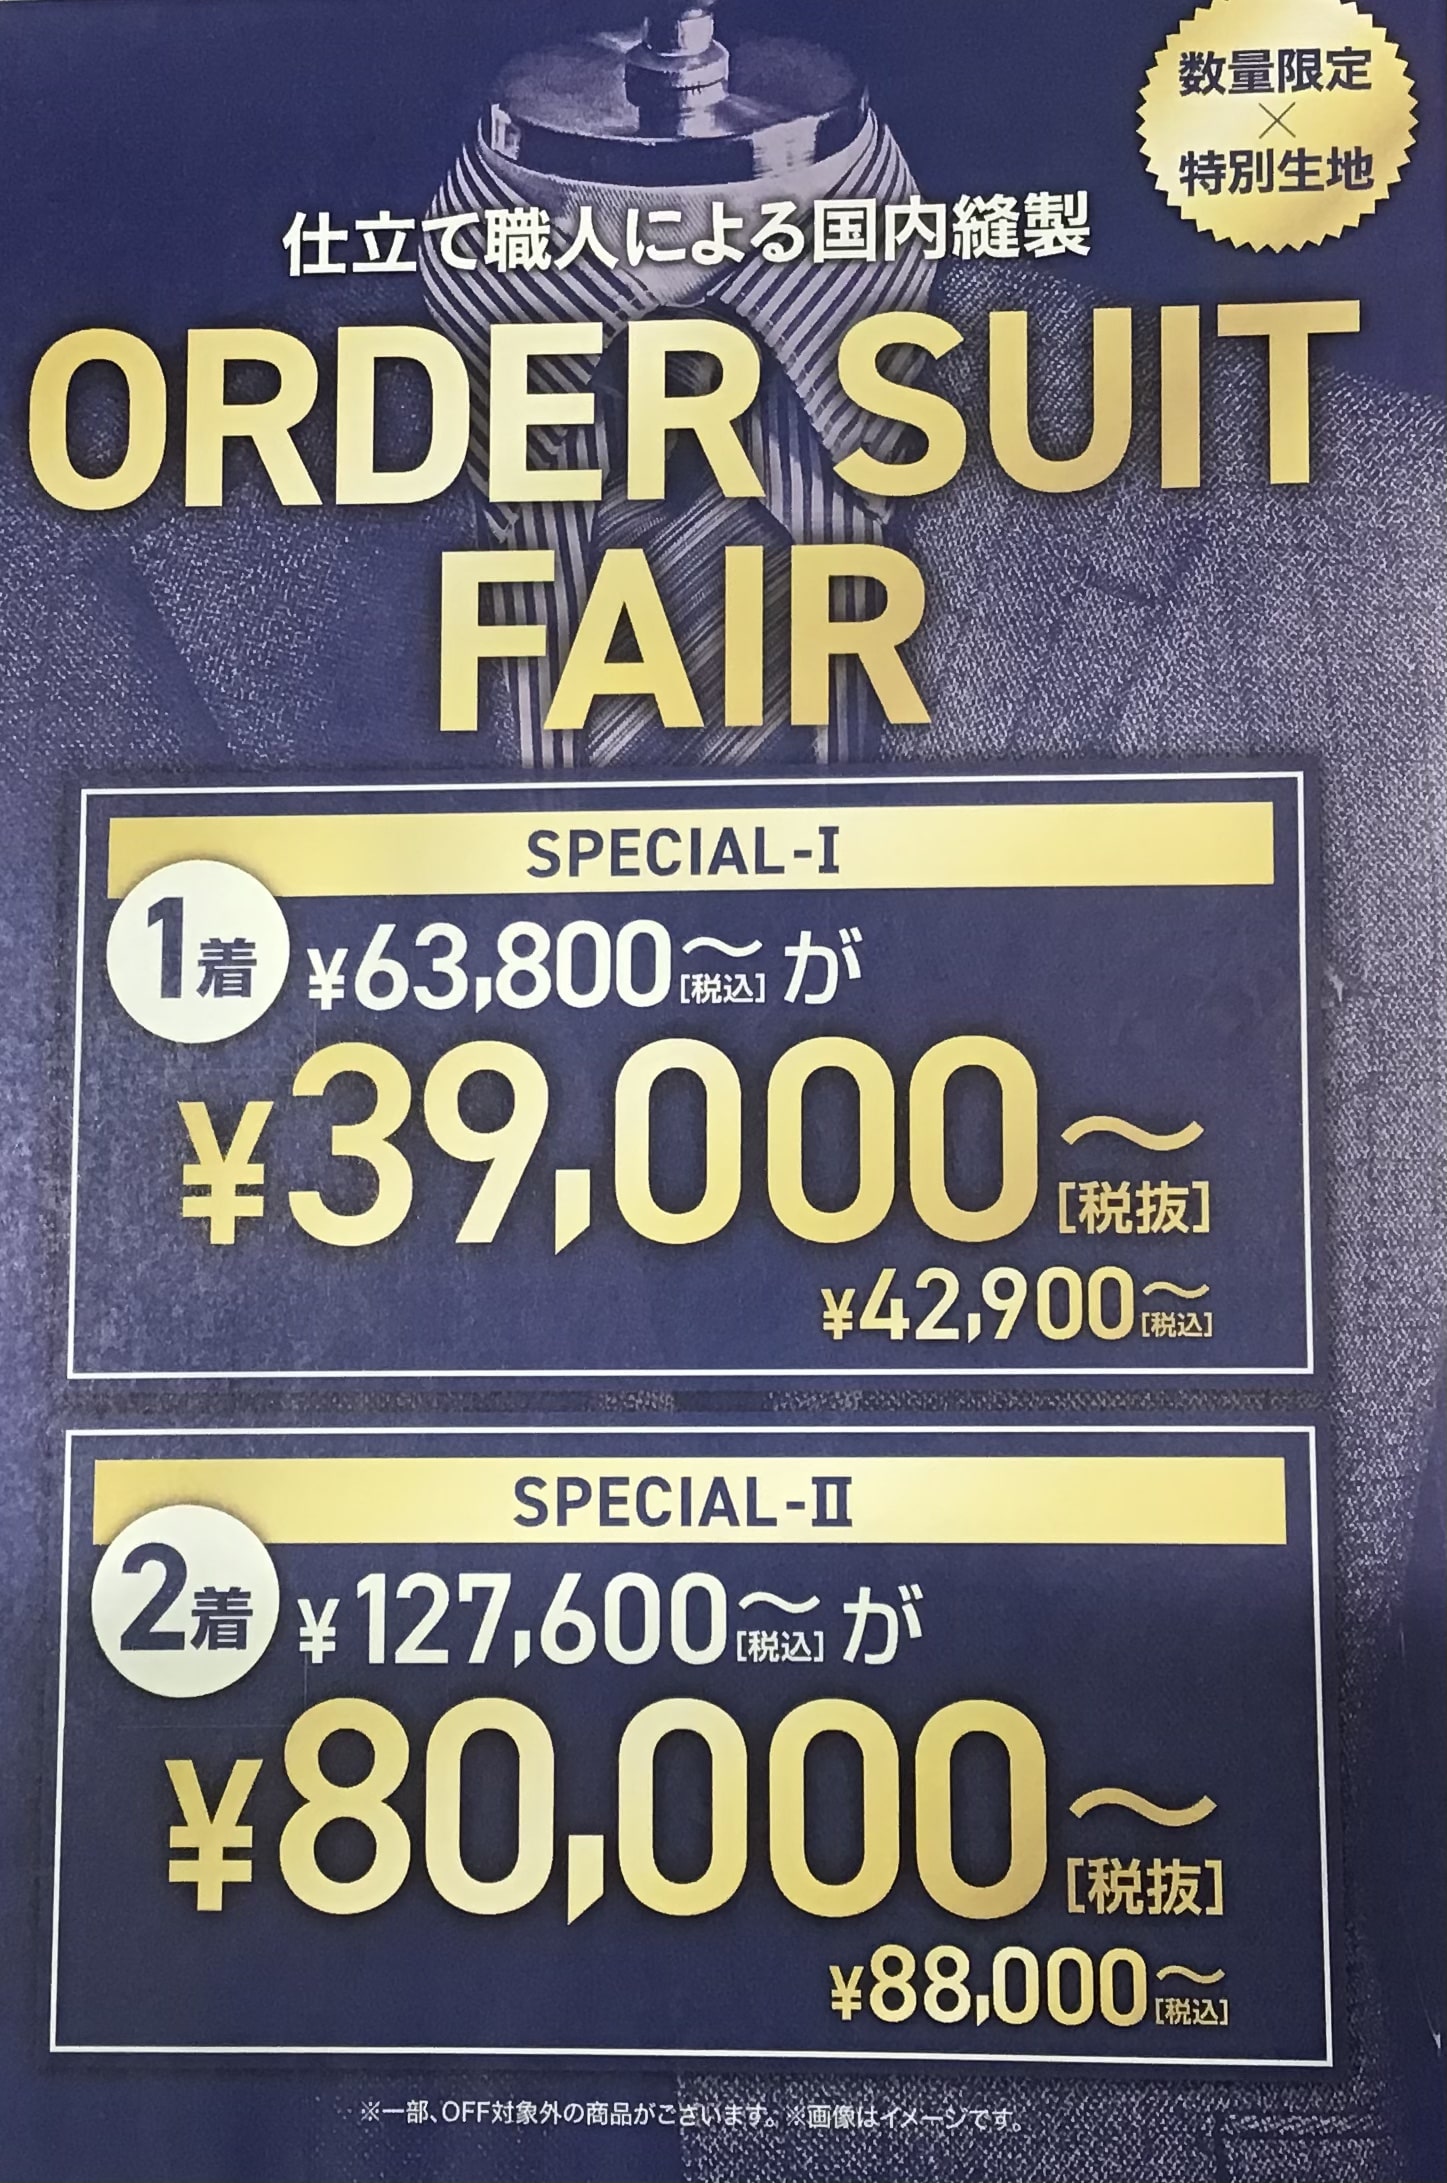 数量限定
×
特別生地
仕立て職人による国内縫製
ORDER SUIT
FAIR
SPECIAL-Ⅰ
1着 ¥63,800～[税込]が
¥39,000～[税抜]
¥42,900～[税込]
SPECIAL-Ⅱ
2着 ¥127,600～[税込]が
¥80,000～[税抜]
¥88,000～[税込]
※一部、OFF対象外の商品がございます。※画像はイメージです。